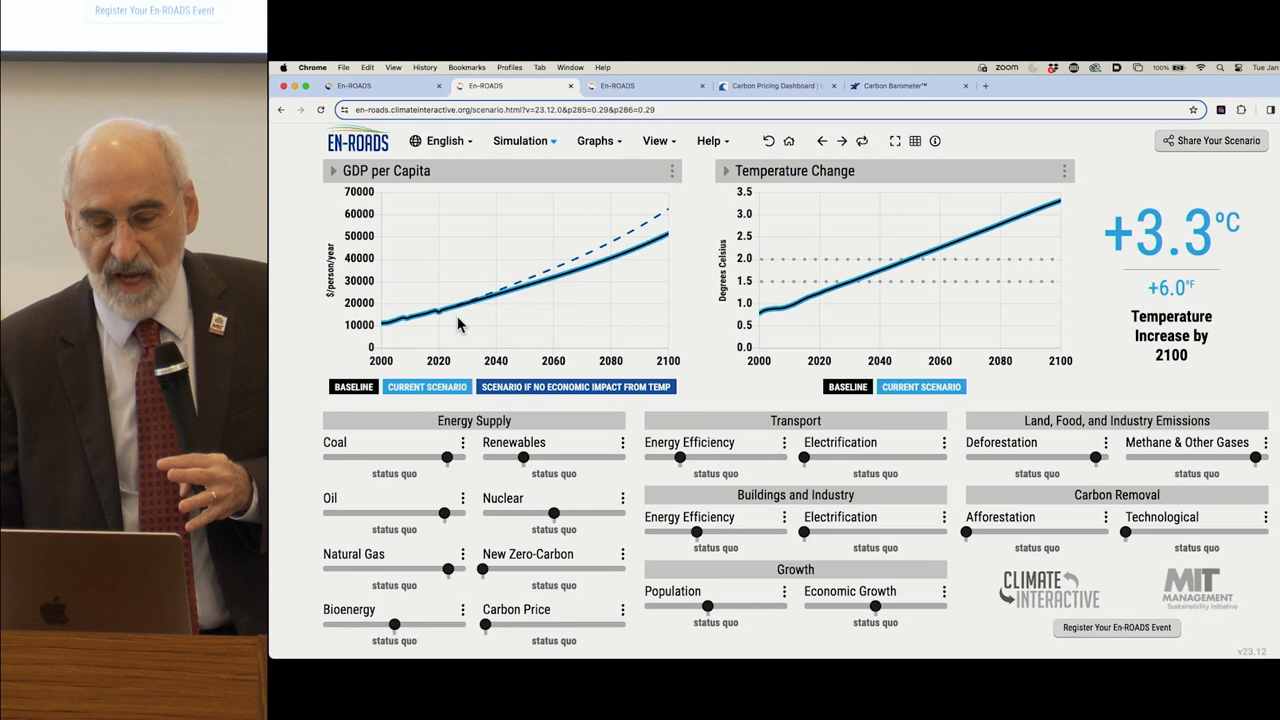 Register Your En-ROADS Event
Chrome File Edit View History Bookmarks Profiles Tab Window Help zoom 100% Tue Jan
En-ROADS × En-ROADS × En-ROADS × Carbon Pricing Dashboard | × Carbon Barometer™ × +
en-roads.climateinteractive.org/scenario.html?v=23.12.0&p285=0.29&p286=0.29
EN-ROADS English Simulation Graphs View Help Share Your Scenario
GDP per Capita
70000
60000
50000
40000
30000
20000
10000
0
$/person/year
2000 2020 2040 2060 2080 2100
BASELINE CURRENT SCENARIO SCENARIO IF NO ECONOMIC IMPACT FROM TEMP
Temperature Change
3.5
3.0
2.5
2.0
1.5
1.0
0.5
0.0
Degrees Celsius
2000 2020 2040 2060 2080 2100
BASELINE CURRENT SCENARIO
+3.3°C
+6.0°F
Temperature
Increase by
2100
Energy Supply
Coal Renewables
status quo status quo
Oil Nuclear
status quo status quo
Natural Gas New Zero-Carbon
status quo status quo
Bioenergy Carbon Price
status quo status quo
Transport
Energy Efficiency Electrification
status quo status quo
Buildings and Industry
Energy Efficiency Electrification
status quo status quo
Growth
Population Economic Growth
status quo status quo
Land, Food, and Industry Emissions
Deforestation Methane & Other Gases
status quo status quo
Carbon Removal
Afforestation Technological
status quo status quo
CLIMATE
INTERACTIVE
MIT
MANAGEMENT
Sustainability Initiative
Register Your En-ROADS Event
v23.12